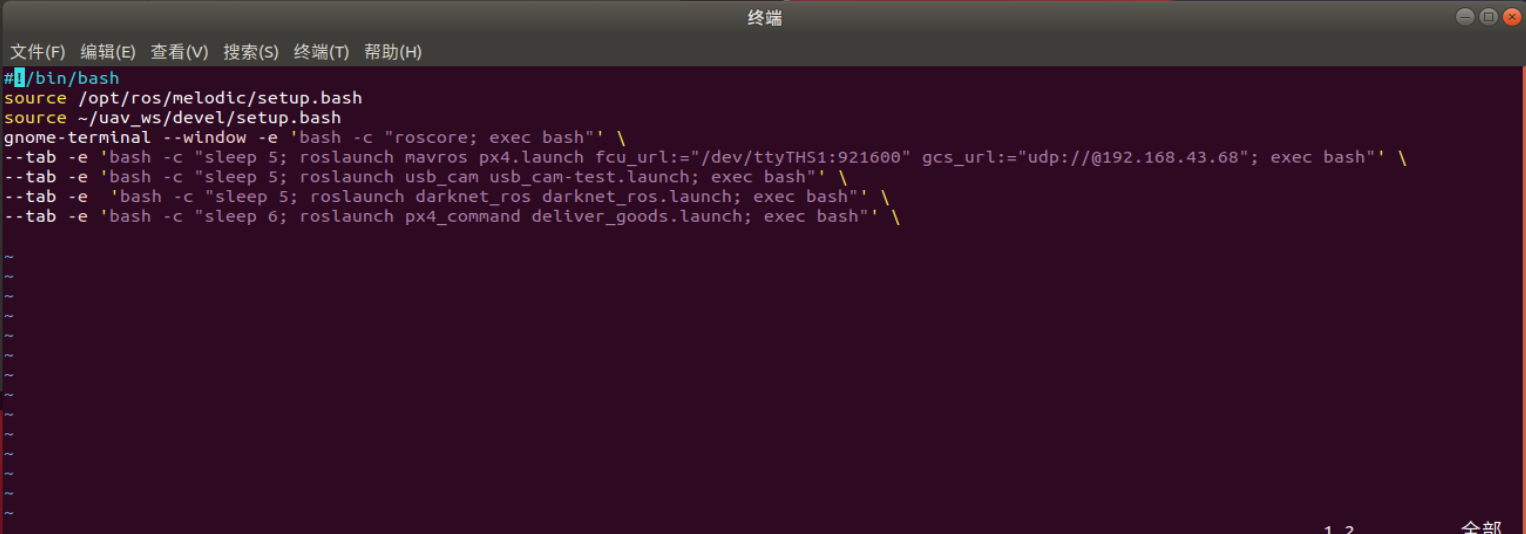 终端
文件(F) 编辑(E) 查看(V) 搜索(S) 终端(T) 帮助(H)
#!/bin/bash
source /opt/ros/melodic/setup.bash
source ~/uav_ws/devel/setup.bash
gnome-terminal --window -e 'bash -c "roscore; exec bash"' \
--tab -e 'bash -c "sleep 5; roslaunch mavros px4.launch fcu_url:="/dev/ttyTHS1:921600" gcs_url:="udp://@192.168.43.68"; exec bash"' \
--tab -e 'bash -c "sleep 5; roslaunch usb_cam usb_cam-test.launch; exec bash"' \
--tab -e  'bash -c "sleep 5; roslaunch darknet_ros darknet_ros.launch; exec bash"' \
--tab -e 'bash -c "sleep 6; roslaunch px4_command deliver_goods.launch; exec bash"' \
~
~
~
~
~
~
~
~
~
~
~
~
~
~
1,2 全部